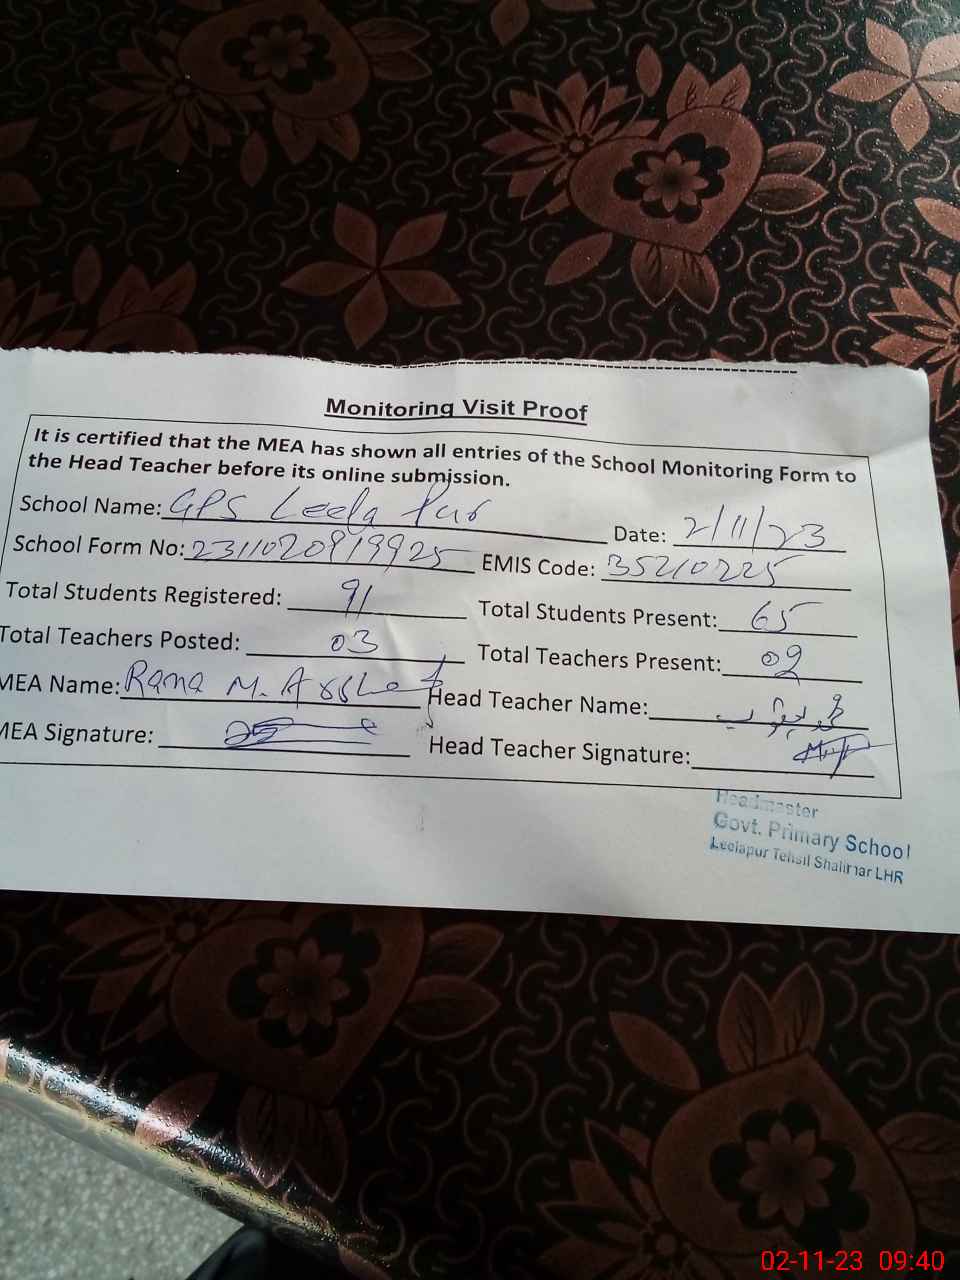 Monitoring Visit Proof
It is certified that the MEA has shown all entries of the School Monitoring Form to
the Head Teacher before its online submission.
School Name: GPS Leela Pur Date: 2/11/23
School Form No: 2311020919925 EMIS Code: 35210225
Total Students Registered: 91 Total Students Present: 65
Total Teachers Posted: 03 Total Teachers Present: 02
MEA Name: Rana M. Arshad Head Teacher Name:
MEA Signature: Head Teacher Signature:
Headmaster
Govt. Primary School
Leelapur Tehsil Shalimar LHR
02-11-23 09:40